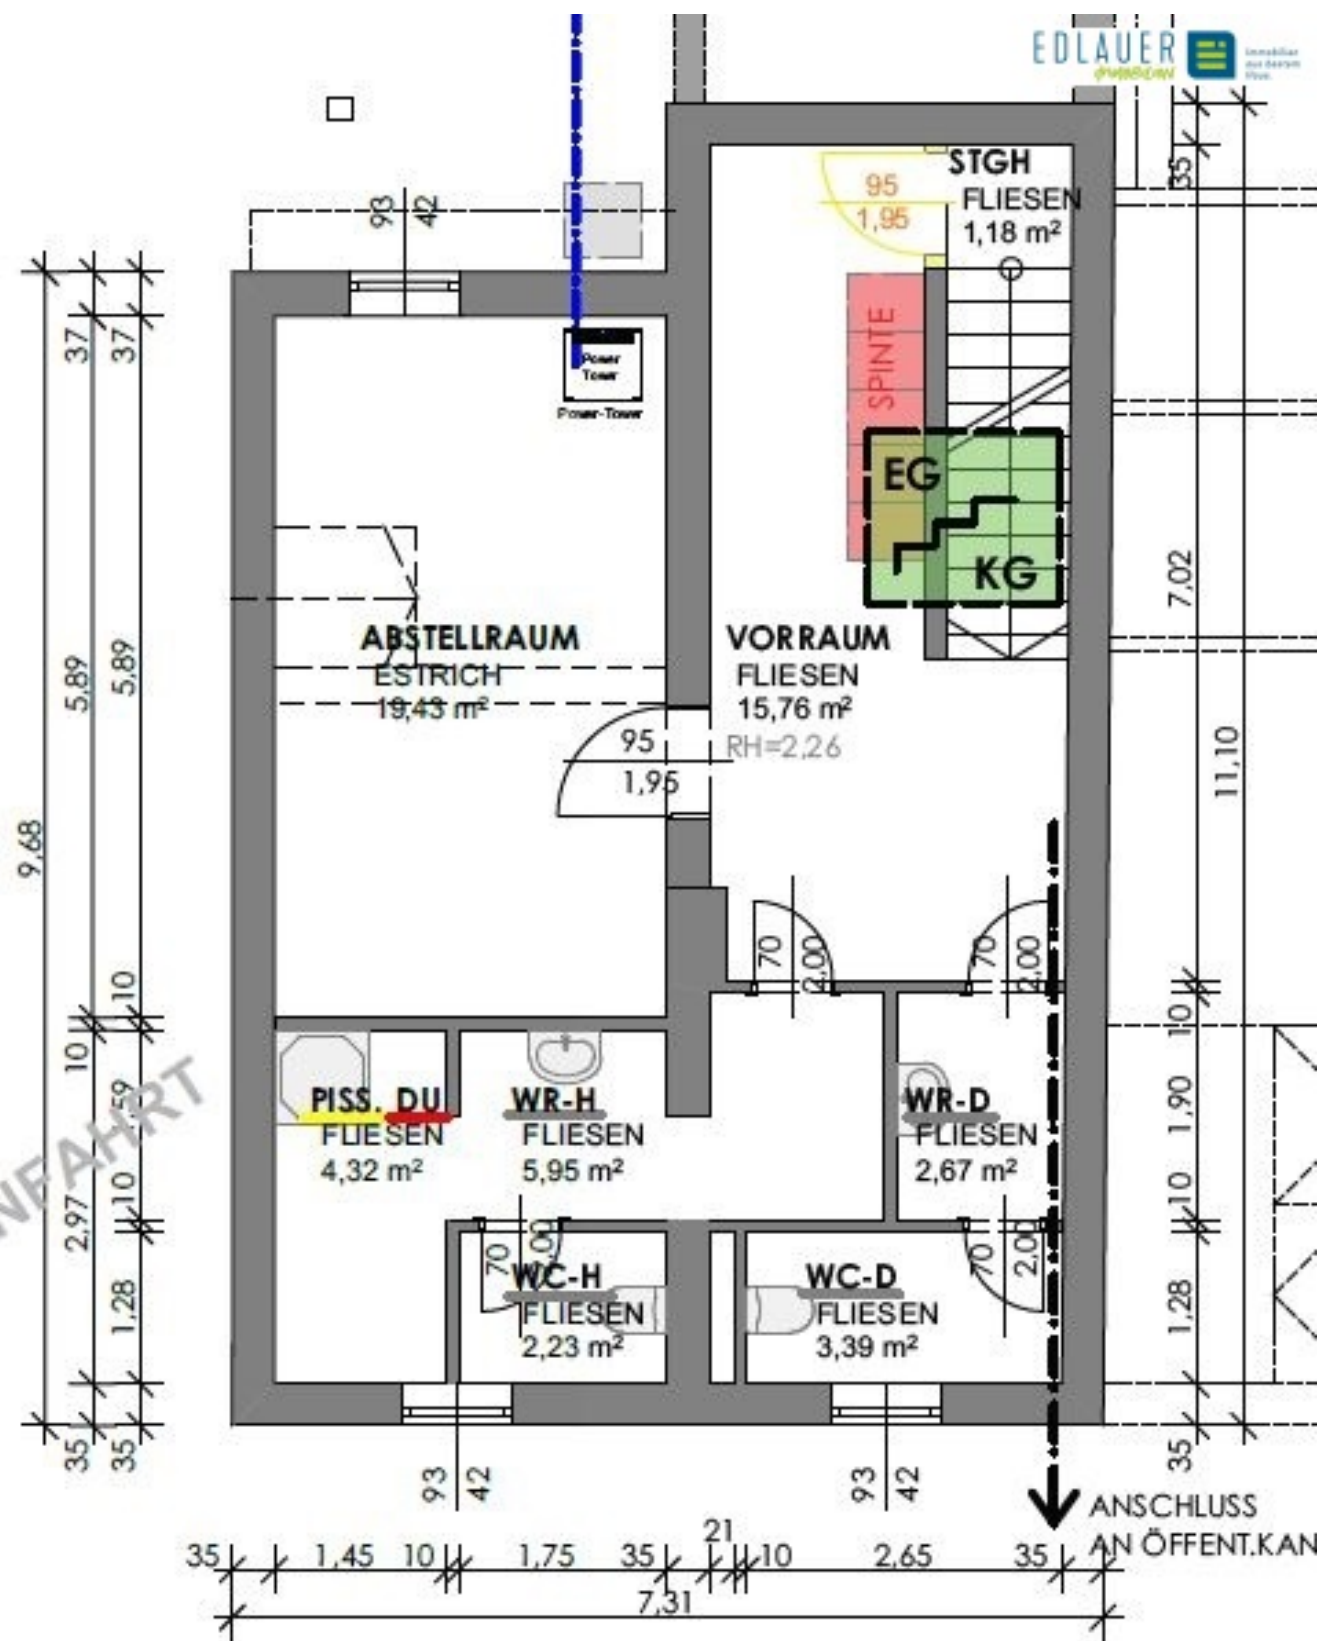 EDLAUER
Immobilien
93
42
STGH
FLIESEN
1,18 m²
95
1,95
35
37
37
SPINTE
Power
Tower
Power-Tower
EG
KG
7,02
ABSTELLRAUM
ESTRICH
19,43 m²
VORRAUM
FLIESEN
15,76 m²
RH=2,26
5,89
5,89
95
1,95
11,10
9,68
70
2,00
70
2,00
10
10
10
59
10
NFAHRT
PISS. DU
FLIESEN
4,32 m²
WR-H
FLIESEN
5,95 m²
WR-D
FLIESEN
2,67 m²
1,90
10
10
2,97
70
2,00
70
2,00
WC-H
FLIESEN
2,23 m²
WC-D
FLIESEN
3,39 m²
1,28
1,28
35
35
35
93
42
93
42
ANSCHLUSS
AN ÖFFENT.KAN
35
1,45
10
1,75
35
21
10
2,65
35
7,31